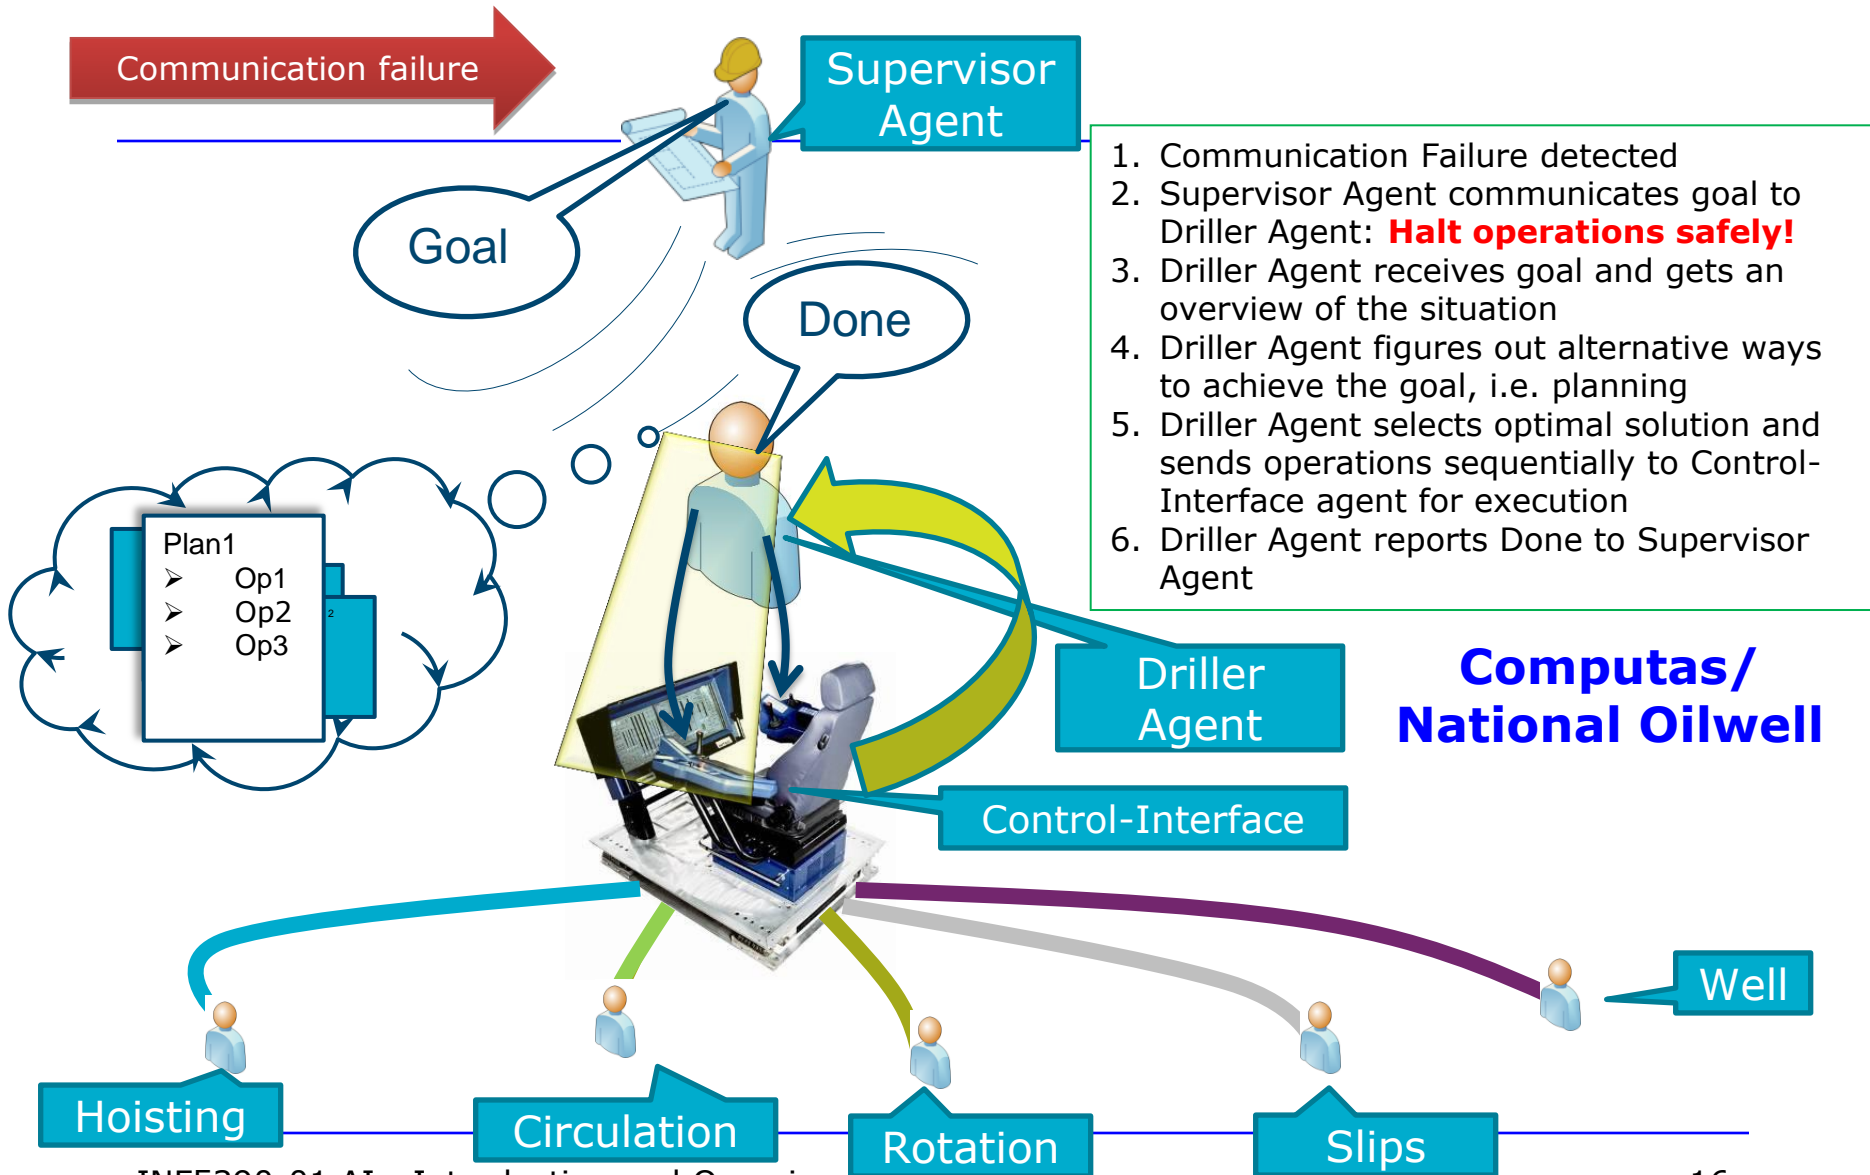 Communication failure
Supervisor
Agent
Goal
Done
1. Communication Failure detected
2. Supervisor Agent communicates goal to
Driller Agent: Halt operations safely!
3. Driller Agent receives goal and gets an
overview of the situation
4. Driller Agent figures out alternative ways
to achieve the goal, i.e. planning
5. Driller Agent selects optimal solution and
sends operations sequentially to Control-
Interface agent for execution
6. Driller Agent reports Done to Supervisor
Agent
Plan1
➢ Op1
➢ Op2
➢ Op3
2
Driller
Agent
Computas/
National Oilwell
Control-Interface
Well
Hoisting
Circulation
Rotation
Slips